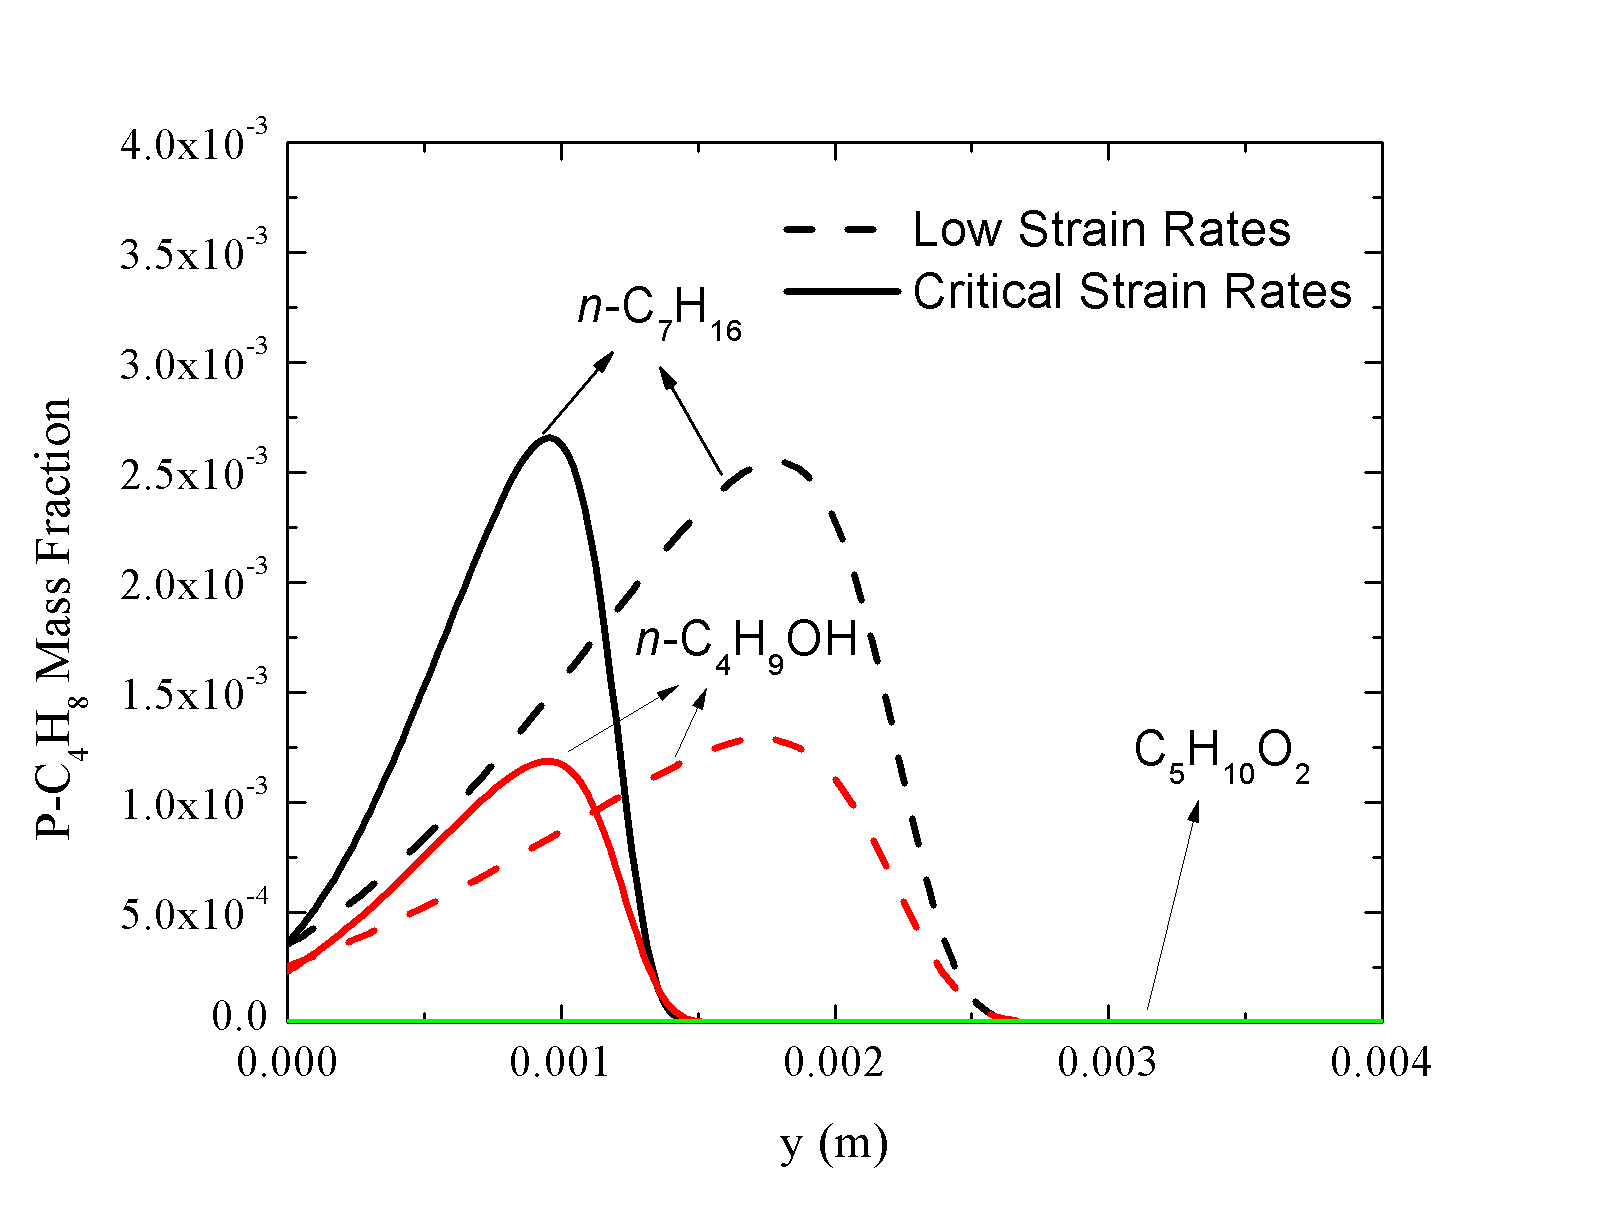 4.0x10⁻³
3.5x10⁻³
3.0x10⁻³
2.5x10⁻³
2.0x10⁻³
1.5x10⁻³
1.0x10⁻³
5.0x10⁻⁴
0.0
P-C₄H₈ Mass Fraction
Low Strain Rates
Critical Strain Rates
n-C₇H₁₆
n-C₄H₉OH
C₅H₁₀O₂
0.000 0.001 0.002 0.003 0.004
y (m)